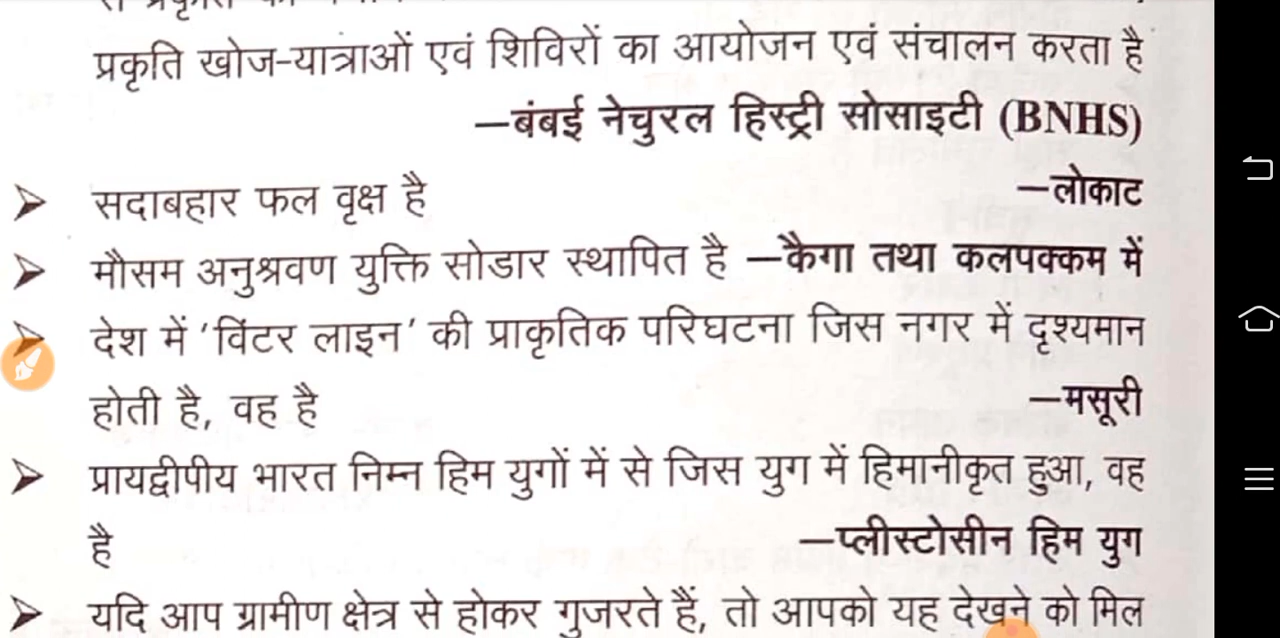 प्रकृति खोज-यात्राओं एवं शिविरों का आयोजन एवं संचालन करता है
—बंबई नेचुरल हिस्ट्री सोसाइटी (BNHS)
➤ सदाबहार फल वृक्ष है —लोकाट
➤ मौसम अनुश्रवण युक्ति सोडार स्थापित है —कैगा तथा कलपक्कम में
➤ देश में 'विंटर लाइन' की प्राकृतिक परिघटना जिस नगर में दृश्यमान
होती है, वह है —मसूरी
➤ प्रायद्वीपीय भारत निम्न हिम युगों में से जिस युग में हिमानीकृत हुआ, वह
है —प्लीस्टोसीन हिम युग
➤ यदि आप ग्रामीण क्षेत्र से होकर गुजरते हैं, तो आपको यह देखने को मिल